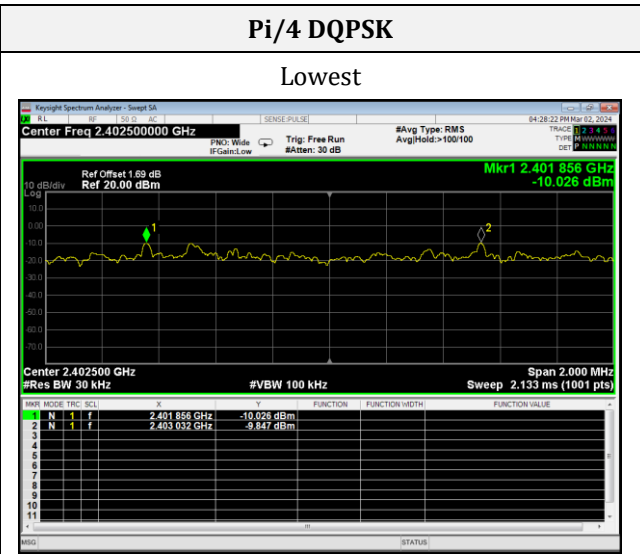 Pi/4 DQPSK
Lowest
Keysight Spectrum Analyzer - Swept SA
RL RF 50 Ω AC SENSE:PULSE 04:28:22 PM Mar 02, 2024
Center Freq 2.402500000 GHz
PNO: Wide
IFGain:Low
Trig: Free Run
#Atten: 30 dB
#Avg Type: RMS
Avg|Hold:>100/100
TRACE 1 2 3 4 5 6
TYPE M WWWWW
DET P N N N N N
Ref Offset 1.69 dB
10 dB/div Ref 20.00 dBm
Log
Mkr1 2.401 856 GHz
-10.026 dBm
10.0
0.00
-10.0
-20.0
-30.0
-40.0
-50.0
-60.0
-70.0
1
2
Center 2.402500 GHz Span 2.000 MHz
#Res BW 30 kHz #VBW 100 kHz Sweep 2.133 ms (1001 pts)
MKR MODE TRC SCL X Y FUNCTION FUNCTION WIDTH FUNCTION VALUE
1 N 1 f 2.401 856 GHz -10.026 dBm
2 N 1 f 2.403 032 GHz -9.847 dBm
3
4
5
6
7
8
9
10
11
MSG STATUS